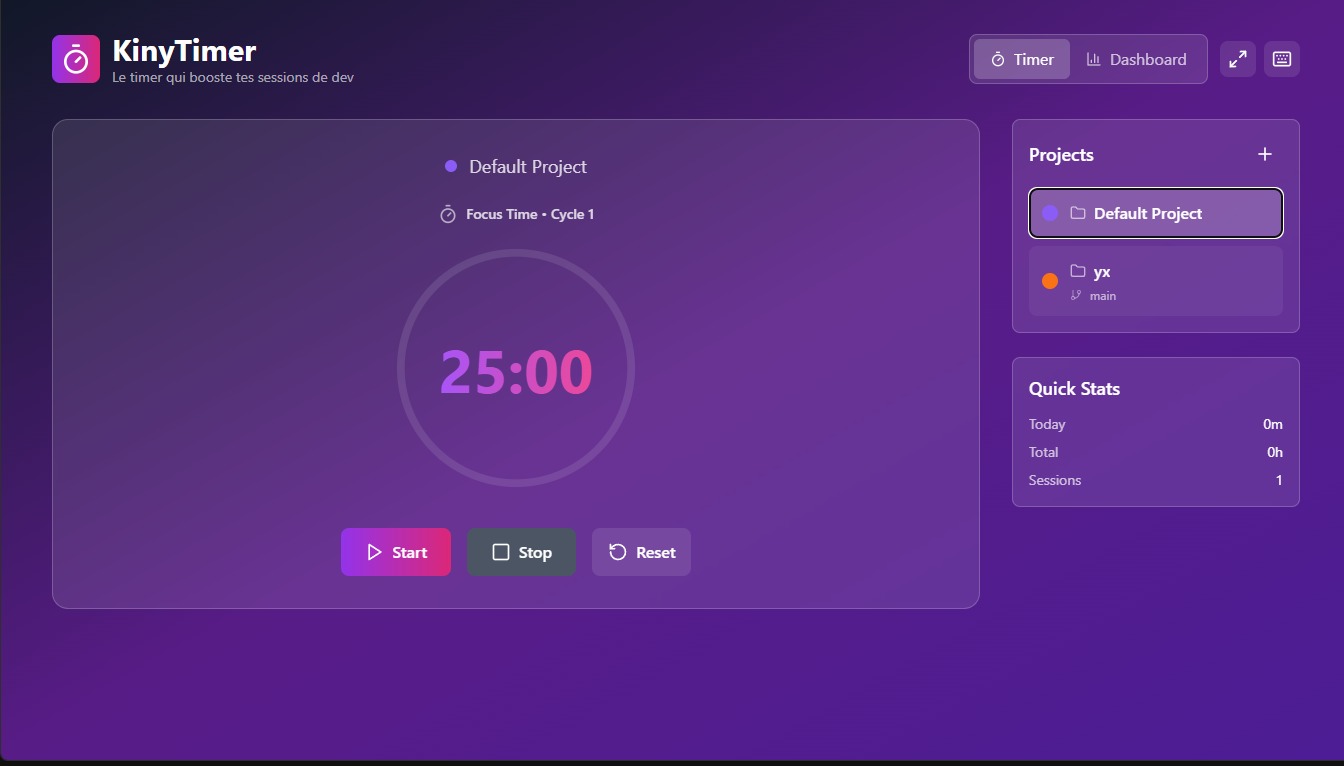 KinyTimer
Le timer qui booste tes sessions de dev
Timer
Dashboard
Default Project
Focus Time • Cycle 1
25:00
Start
Stop
Reset
Projects
Default Project
yx
main
Quick Stats
Today 0m
Total 0h
Sessions 1